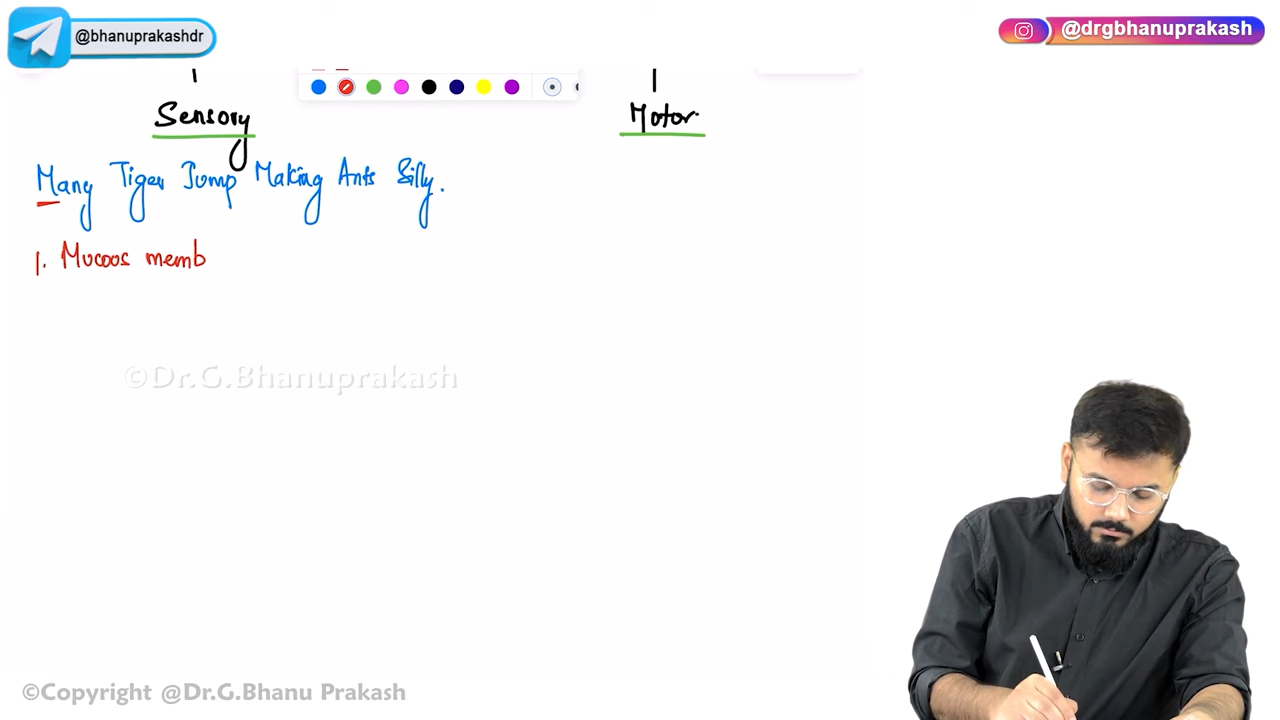 @bhanuprakashdr
@drgbhanuprakash
Sensory
Motor
Many Tiger Jump Making Ants Silly.
1. Mucous memb
©Dr.G.Bhanuprakash
©Copyright @Dr.G.Bhanu Prakash